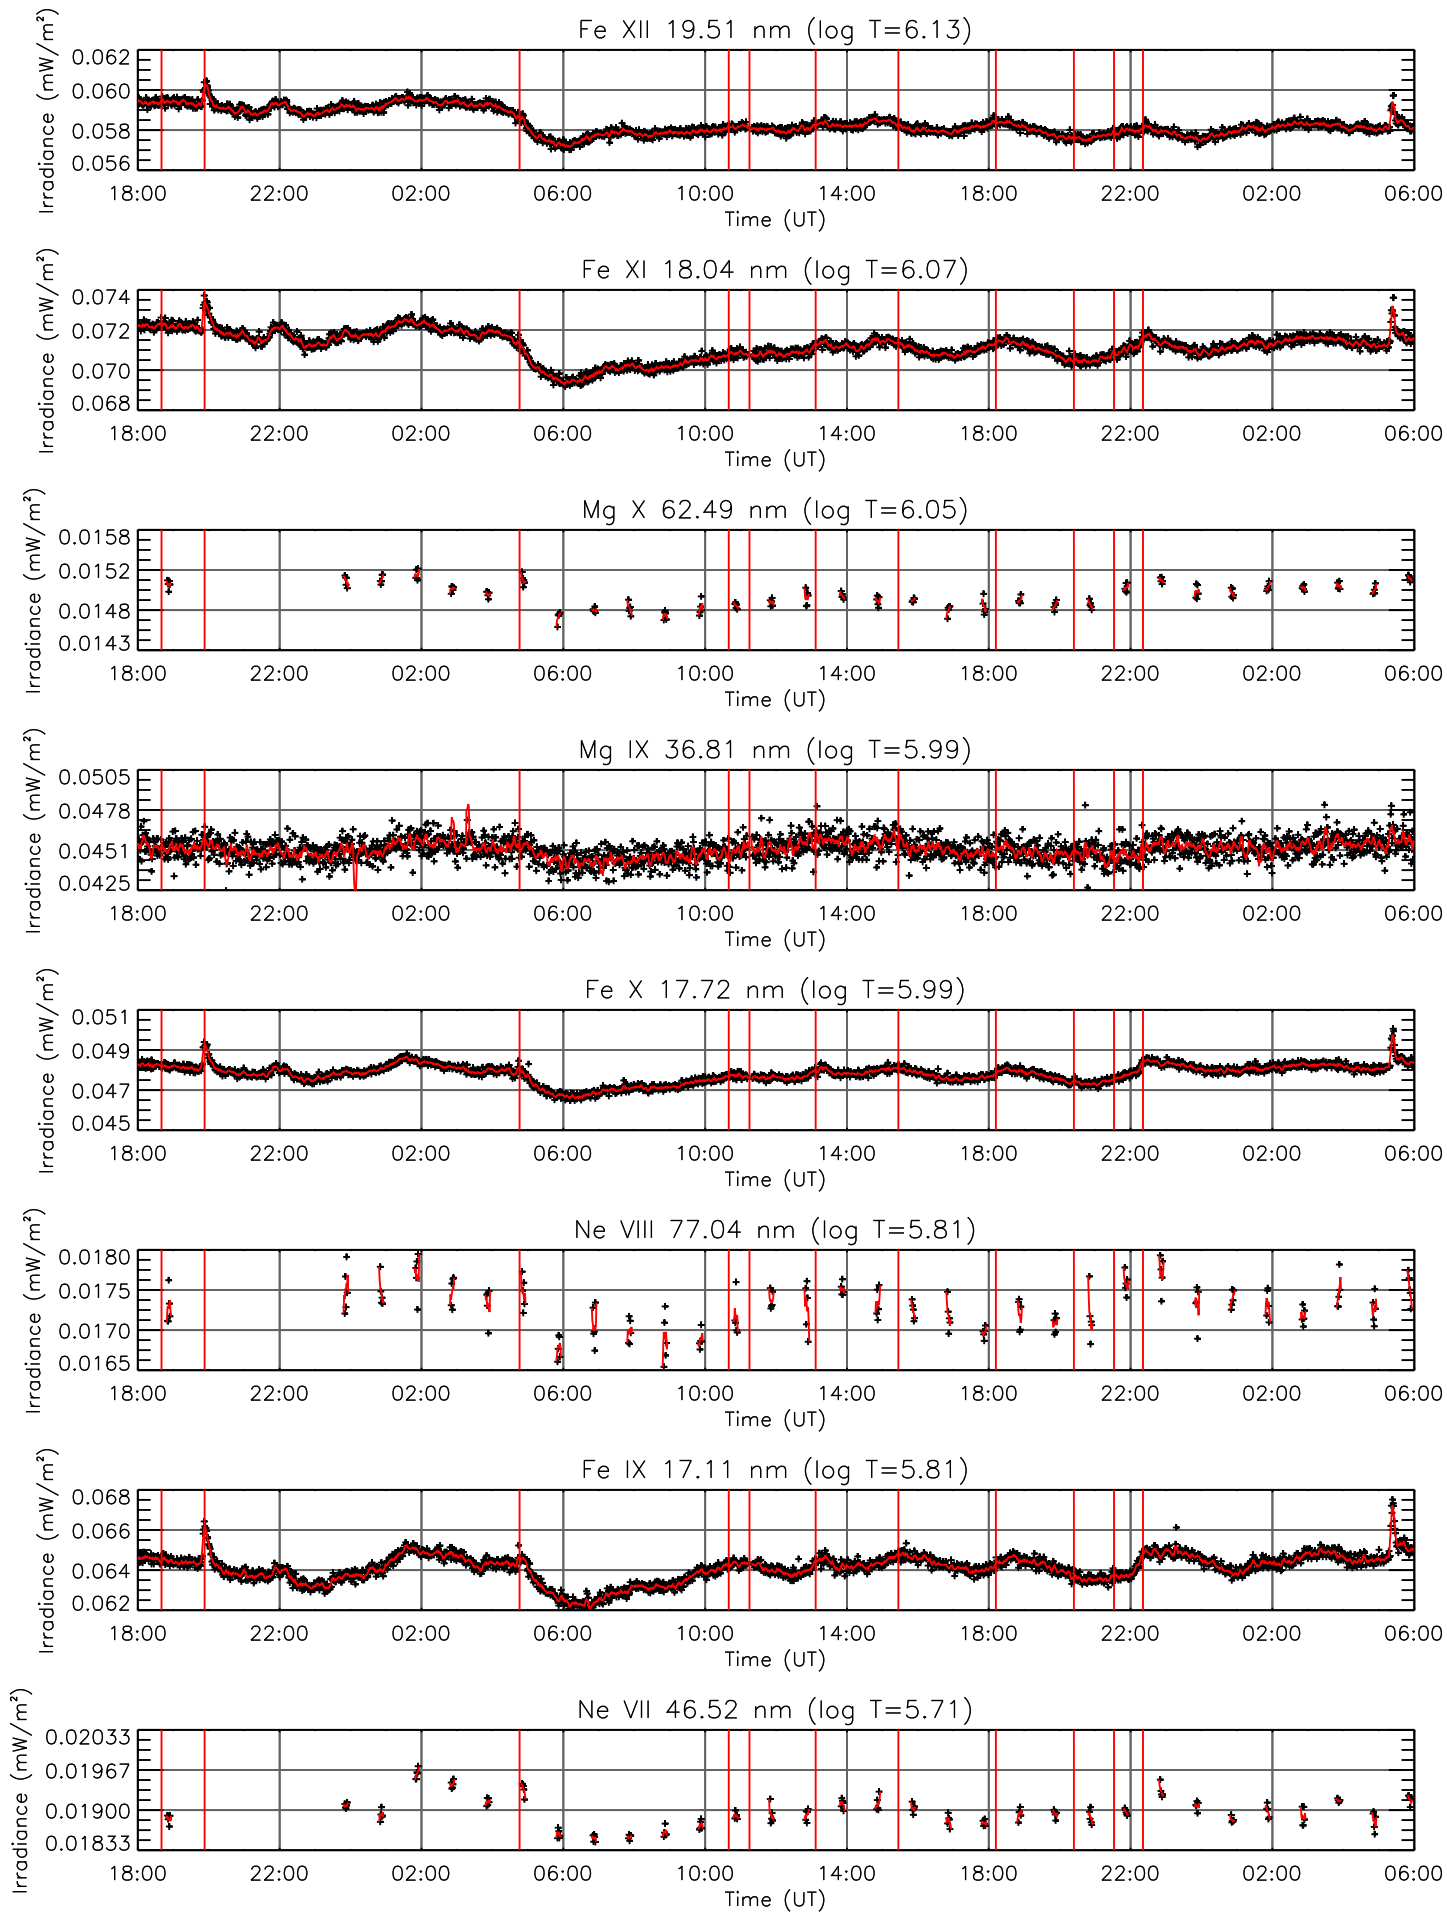 Fe XII 19.51 nm (log T=6.13)
Irradiance (mW/m²)
0.062
0.060
0.058
0.056
18:00 22:00 02:00 06:00 10:00 14:00 18:00 22:00 02:00 06:00
Time (UT)
Fe XI 18.04 nm (log T=6.07)
Irradiance (mW/m²)
0.074
0.072
0.070
0.068
18:00 22:00 02:00 06:00 10:00 14:00 18:00 22:00 02:00 06:00
Time (UT)
Mg X 62.49 nm (log T=6.05)
Irradiance (mW/m²)
0.0158
0.0152
0.0148
0.0143
18:00 22:00 02:00 06:00 10:00 14:00 18:00 22:00 02:00 06:00
Time (UT)
Mg IX 36.81 nm (log T=5.99)
Irradiance (mW/m²)
0.0505
0.0478
0.0451
0.0425
18:00 22:00 02:00 06:00 10:00 14:00 18:00 22:00 02:00 06:00
Time (UT)
Fe X 17.72 nm (log T=5.99)
Irradiance (mW/m²)
0.051
0.049
0.047
0.045
18:00 22:00 02:00 06:00 10:00 14:00 18:00 22:00 02:00 06:00
Time (UT)
Ne VIII 77.04 nm (log T=5.81)
Irradiance (mW/m²)
0.0180
0.0175
0.0170
0.0165
18:00 22:00 02:00 06:00 10:00 14:00 18:00 22:00 02:00 06:00
Time (UT)
Fe IX 17.11 nm (log T=5.81)
Irradiance (mW/m²)
0.068
0.066
0.064
0.062
18:00 22:00 02:00 06:00 10:00 14:00 18:00 22:00 02:00 06:00
Time (UT)
Ne VII 46.52 nm (log T=5.71)
Irradiance (mW/m²)
0.02033
0.01967
0.01900
0.01833
18:00 22:00 02:00 06:00 10:00 14:00 18:00 22:00 02:00 06:00
Time (UT)